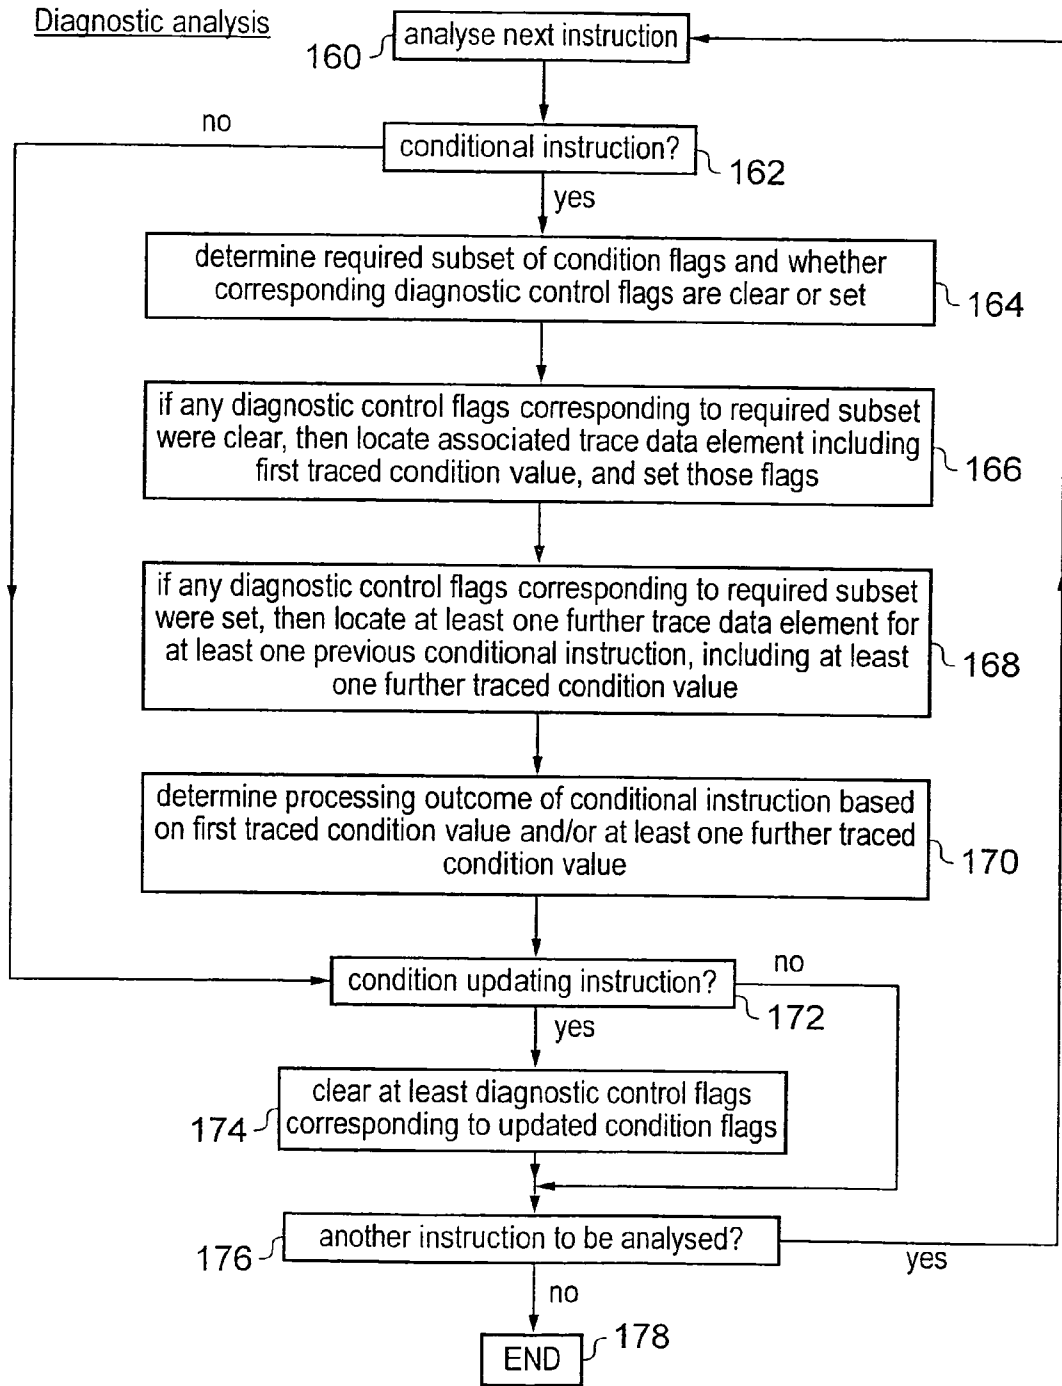 Diagnostic analysis
analyse next instruction
160
no
conditional instruction?
162
yes
determine required subset of condition flags and whether
corresponding diagnostic control flags are clear or set
164
if any diagnostic control flags corresponding to required subset
were clear, then locate associated trace data element including
first traced condition value, and set those flags
166
if any diagnostic control flags corresponding to required subset
were set, then locate at least one further trace data element for
at least one previous conditional instruction, including at least
one further traced condition value
168
determine processing outcome of conditional instruction based
on first traced condition value and/or at least one further traced
condition value
170
condition updating instruction?
no
172
yes
clear at least diagnostic control flags
corresponding to updated condition flags
174
another instruction to be analysed?
176
yes
no
END
178